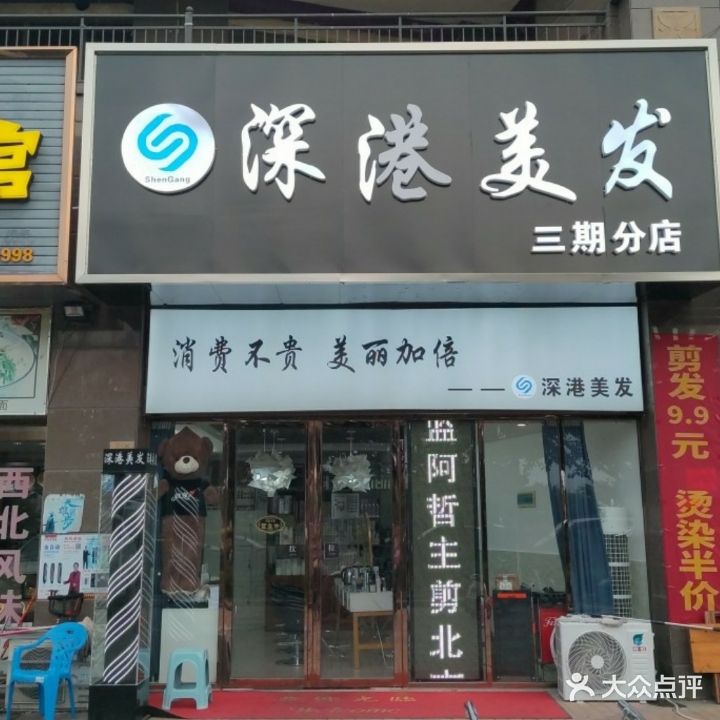 深港美发
ShenGang
三期分店
宫
998
消费不贵 美丽加倍
——深港美发
深港美发
监阿哲主剪北
剪发9.9元
烫染半价
西北风味
面
大众点评